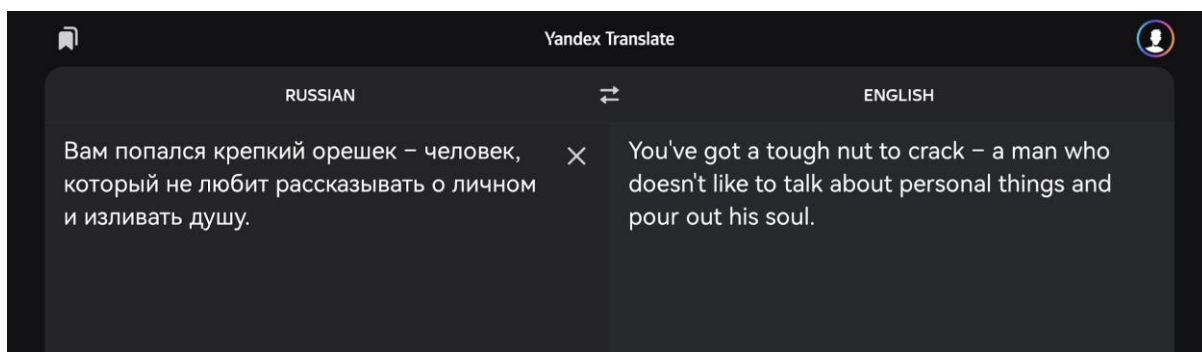 Yandex Translate
RUSSIAN
ENGLISH
Вам попался крепкий орешек – человек,
который не любит рассказывать о личном
и изливать душу.
You've got a tough nut to crack – a man who
doesn't like to talk about personal things and
pour out his soul.